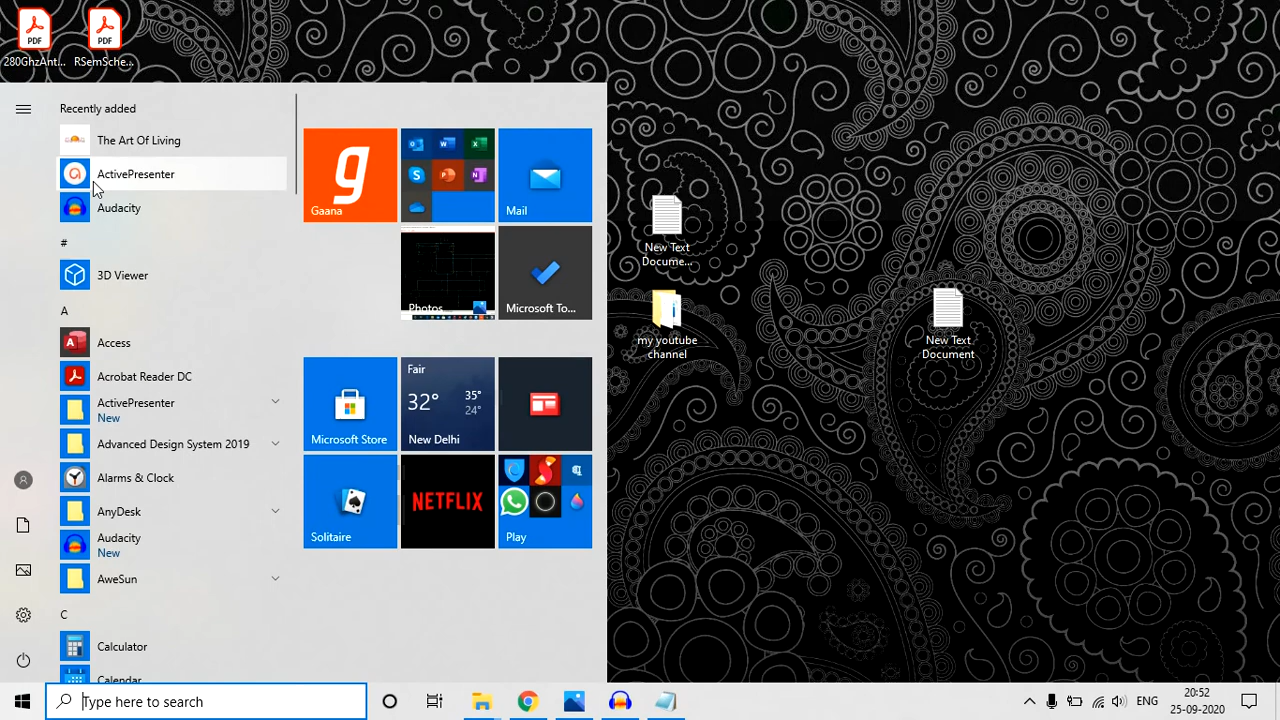 PDF
PDF
280GhzAnt...
RSemSche...
Recently added
The Art Of Living
ActivePresenter
Audacity
#
3D Viewer
A
Access
Acrobat Reader DC
ActivePresenter
New
Advanced Design System 2019
Alarms & Clock
AnyDesk
Audacity
New
AweSun
C
Calculator
Calendar
g
Gaana
Mail
Photos
Microsoft To...
Microsoft Store
Fair
32°
35°
24°
New Delhi
Solitaire
NETFLIX
Play
New Text
Docume...
my youtube
channel
New Text
Document
Type here to search
ENG
20:52
25-09-2020